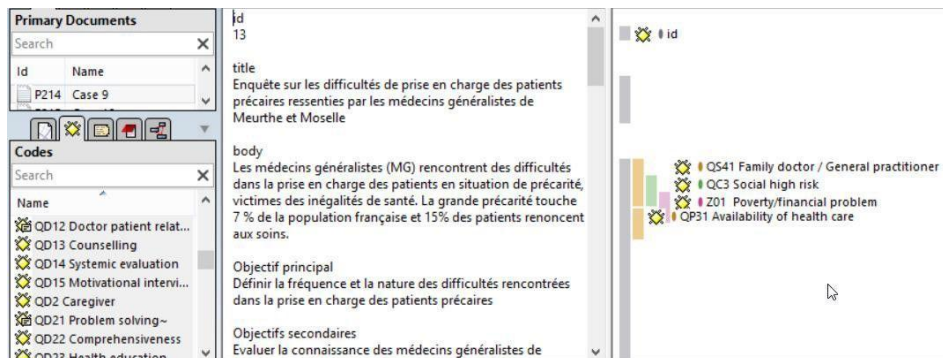 Primary Documents
Search
Id Name
P214 Case 9
Codes
Search
Name
QD12 Doctor patient relat...
QD13 Counselling
QD14 Systemic evaluation
QD15 Motivational intervi...
QD2 Caregiver
QD21 Problem solving~
QD22 Comprehensiveness
QD23 Health education
id
13
title
Enquête sur les difficultés de prise en charge des patients
précaires ressenties par les médecins généralistes de
Meurthe et Moselle
body
Les médecins généralistes (MG) rencontrent des difficultés
dans la prise en charge des patients en situation de précarité,
victimes des inégalités de santé. La grande précarité touche
7 % de la population française et 15% des patients renoncent
aux soins.
Objectif principal
Définir la fréquence et la nature des difficultés rencontrées
dans la prise en charge des patients précaires
Objectifs secondaires
Evaluer la connaissance des médecins généralistes de
id
QS41 Family doctor / General practitioner
QC3 Social high risk
Z01 Poverty/financial problem
QP31 Availability of health care